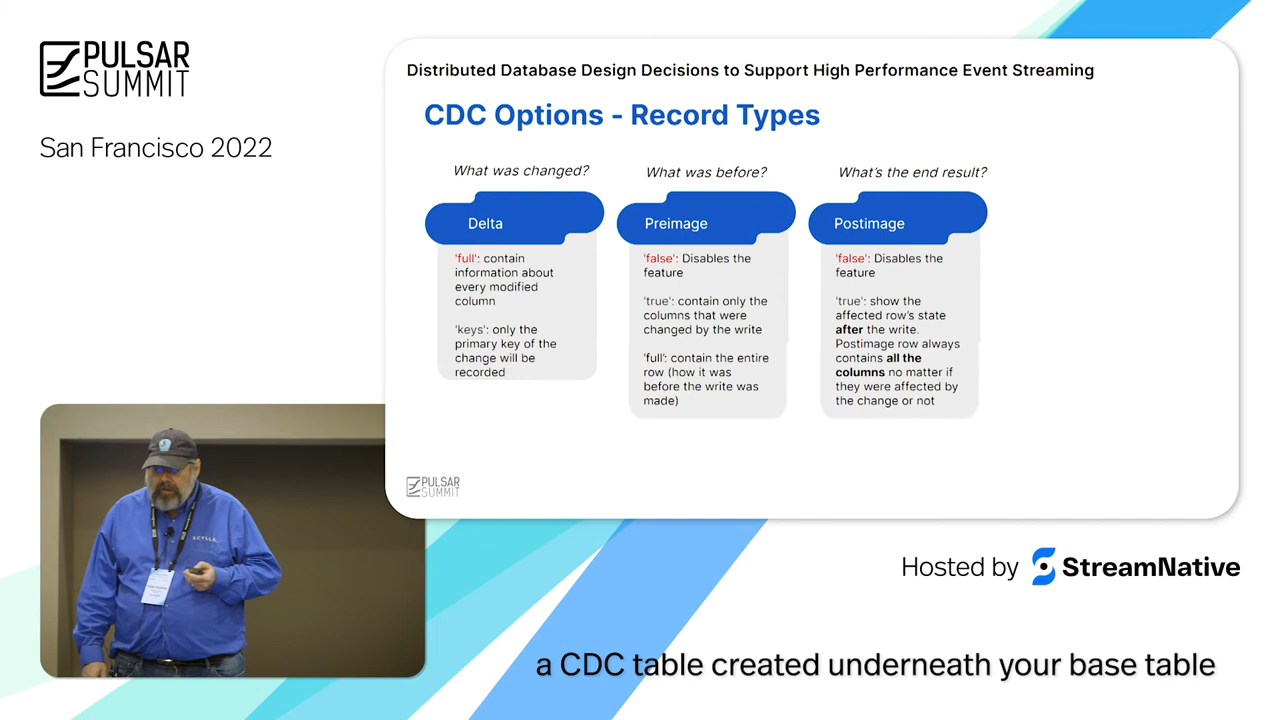 PULSAR
SUMMIT
San Francisco 2022
Distributed Database Design Decisions to Support High Performance Event Streaming
CDC Options - Record Types
What was changed?
Delta
'full': contain
information about
every modified
column
'keys': only the
primary key of the
change will be
recorded
What was before?
Preimage
'false': Disables the
feature
'true': contain only the
columns that were
changed by the write
'full': contain the entire
row (how it was
before the write was
made)
What's the end result?
Postimage
'false': Disables the
feature
'true': show the
affected row's state
after the write.
Postimage row always
contains all the
columns no matter if
they were affected by
the change or not
PULSAR
SUMMIT
SCYLLA
Hosted by StreamNative
a CDC table created underneath your base table